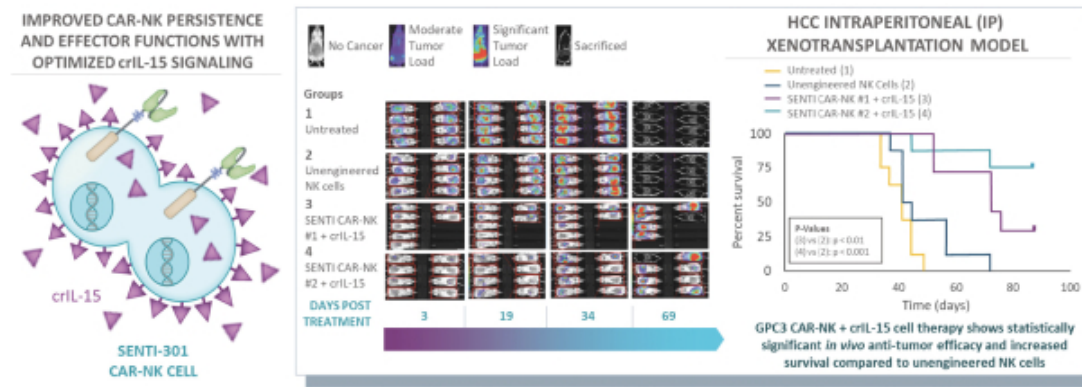 IMPROVED CAR-NK PERSISTENCE
AND EFFECTOR FUNCTIONS WITH
OPTIMIZED crIL-15 SIGNALING
crIL-15
SENTI-301
CAR-NK CELL
No Cancer
Moderate
Tumor
Load
Significant
Tumor
Load
Sacrificed
Groups
1
Untreated
2
Unengineered
NK cells
3
SENTI CAR-NK
#1 + crIL-15
4
SENTI CAR-NK
#2 + crIL-15
DAYS POST
TREATMENT
3
19
34
69
HCC INTRAPERITONEAL (IP)
XENOTRANSPLANTATION MODEL
Untreated (1)
Unengineered NK Cells (2)
SENTI CAR-NK #1 + crIL-15 (3)
SENTI CAR-NK #2 + crIL-15 (4)
Percent survival
100
75
50
25
0
P-Values
(3) vs (2): p < 0.01
(4) vs (2): p < 0.001
0
20
40
60
80
100
Time (days)
GPC3 CAR-NK + crIL-15 cell therapy shows statistically
significant in vivo anti-tumor efficacy and increased
survival compared to unengineered NK cells